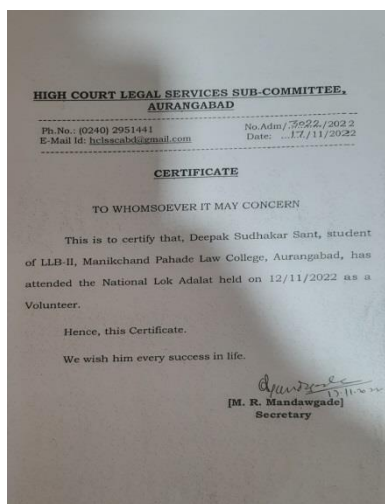 HIGH COURT LEGAL SERVICES SUB-COMMITTEE,
AURANGABAD
Ph.No.: (0240) 2951441 No.Adm/3022/2022
E-Mail Id: hclsscabd@gmail.com Date: ...17./11/2022
CERTIFICATE
TO WHOMSOEVER IT MAY CONCERN
This is to certify that, Deepak Sudhakar Sant, student
of LLB-II, Manikchand Pahade Law College, Aurangabad, has
attended the National Lok Adalat held on 12/11/2022 as a
Volunteer.
Hence, this Certificate.
We wish him every success in life.
[M. R. Mandawgade]
Secretary